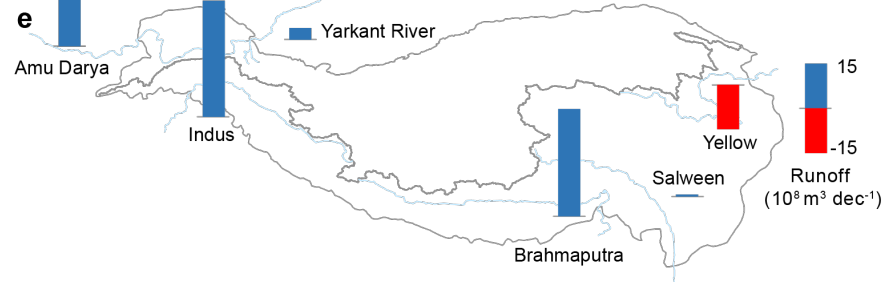 e
Yarkant River
Amu Darya
Indus
15
-15
Yellow
Salween
Runoff
(10⁸ m³ dec⁻¹)
Brahmaputra